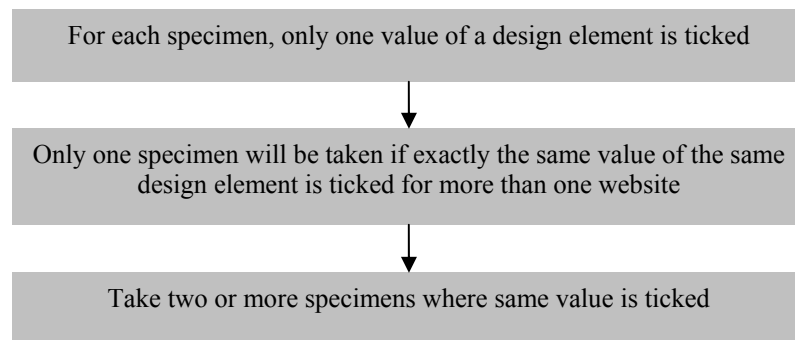 For each specimen, only one value of a design element is ticked
Only one specimen will be taken if exactly the same value of the same
design element is ticked for more than one website
Take two or more specimens where same value is ticked